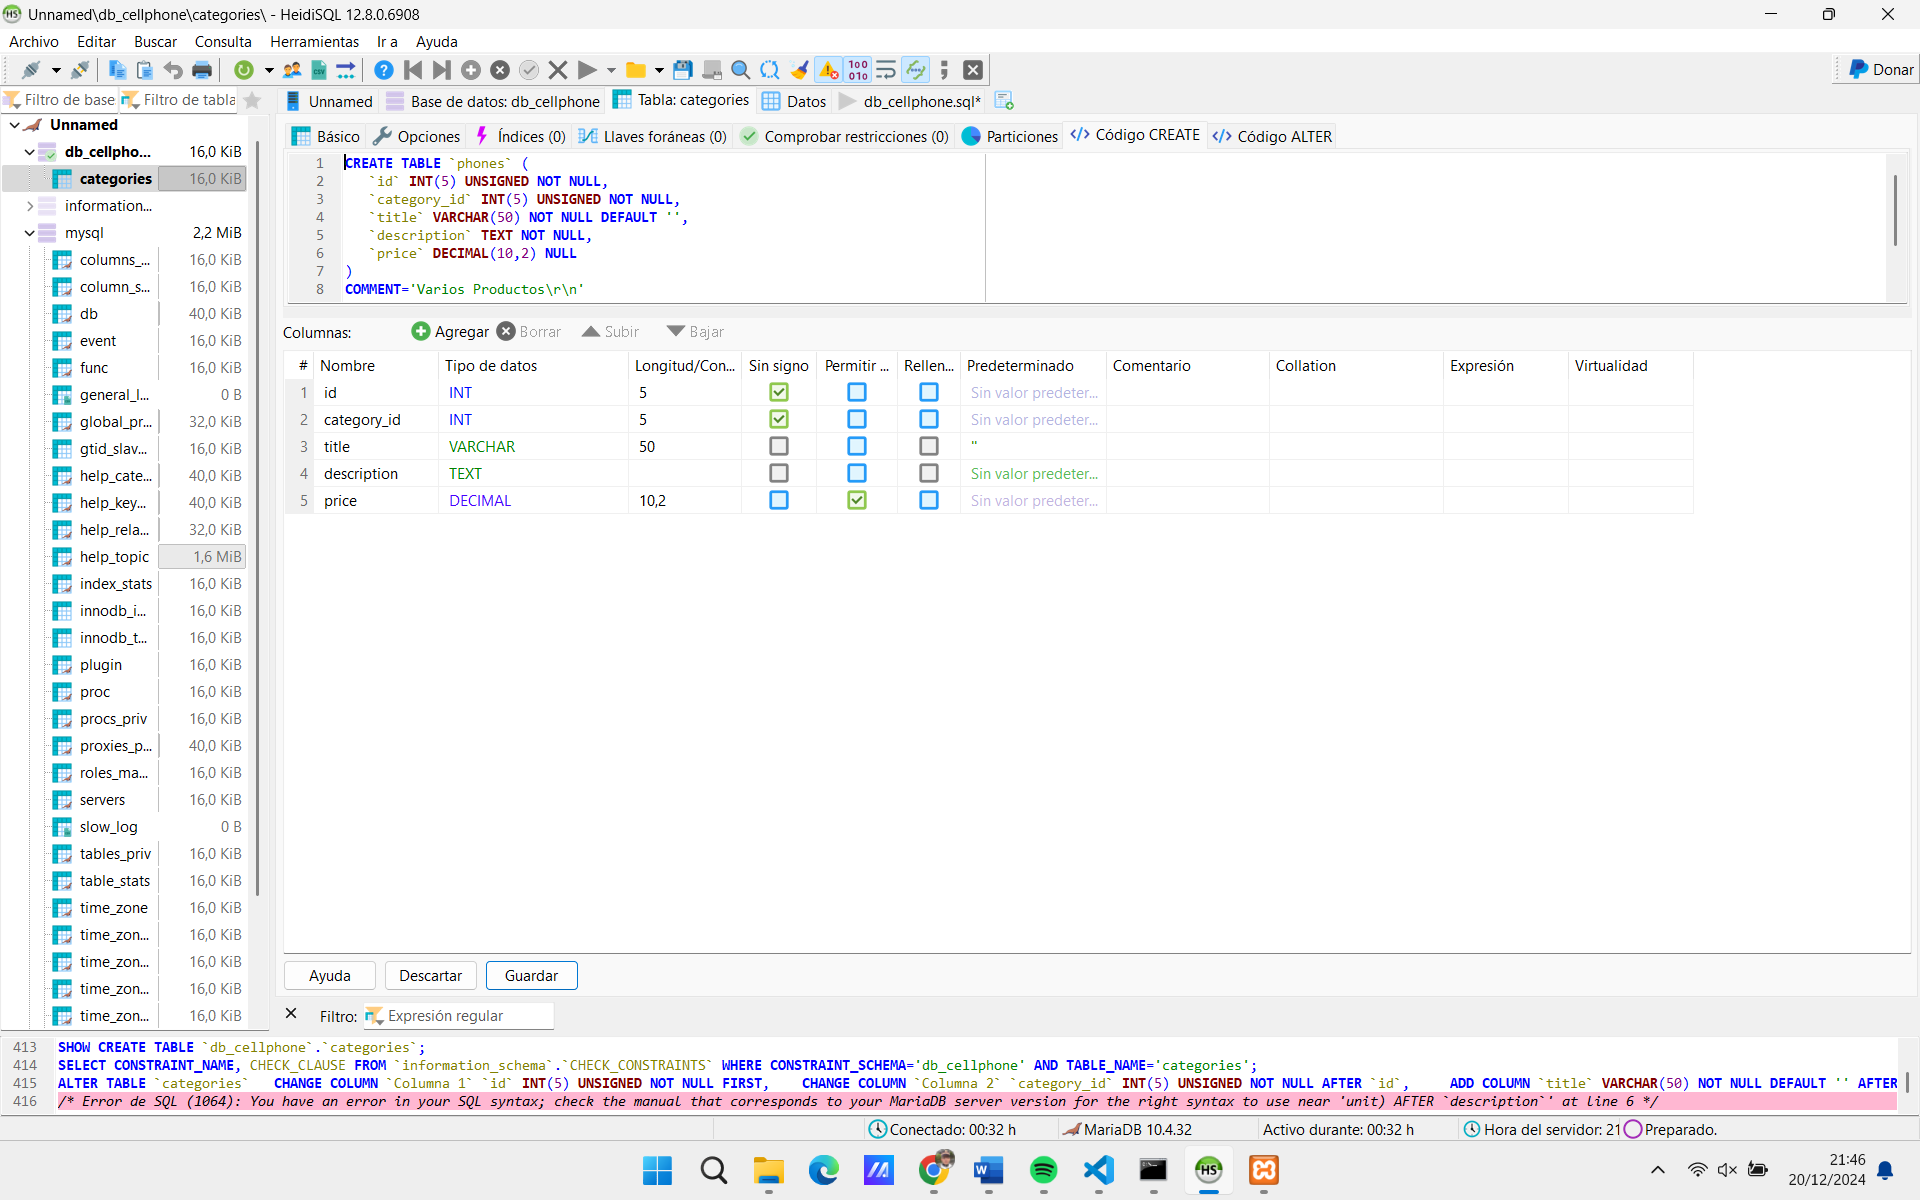 Unnamed\db_cellphone\categories\ - HeidiSQL 12.8.0.6908
Archivo Editar Buscar Consulta Herramientas Ir a Ayuda
Donar
Filtro de base Filtro de tabla
Unnamed Base de datos: db_cellphone Tabla: categories Datos db_cellphone.sql*
Básico Opciones Índices (0) Llaves foráneas (0) Comprobar restricciones (0) Particiones Código CREATE Código ALTER
Unnamed
db_cellpho... 16,0 KiB
categories 16,0 KiB
information...
mysql 2,2 MiB
columns_... 16,0 KiB
column_s... 16,0 KiB
db 40,0 KiB
event 16,0 KiB
func 16,0 KiB
general_l... 0 B
global_pr... 32,0 KiB
gtid_slav... 16,0 KiB
help_cate... 40,0 KiB
help_key... 40,0 KiB
help_rela... 32,0 KiB
help_topic 1,6 MiB
index_stats 16,0 KiB
innodb_i... 16,0 KiB
innodb_t... 16,0 KiB
plugin 16,0 KiB
proc 16,0 KiB
procs_priv 16,0 KiB
proxies_p... 40,0 KiB
roles_ma... 16,0 KiB
servers 16,0 KiB
slow_log 0 B
tables_priv 16,0 KiB
table_stats 16,0 KiB
time_zone 16,0 KiB
time_zon... 16,0 KiB
time_zon... 16,0 KiB
time_zon... 16,0 KiB
time_zon... 16,0 KiB
1 CREATE TABLE `phones` (
2 `id` INT(5) UNSIGNED NOT NULL,
3 `category_id` INT(5) UNSIGNED NOT NULL,
4 `title` VARCHAR(50) NOT NULL DEFAULT '',
5 `description` TEXT NOT NULL,
6 `price` DECIMAL(10,2) NULL
7 )
8 COMMENT='Varios Productos\r\n'
Columnas: Agregar Borrar Subir Bajar
# Nombre Tipo de datos Longitud/Con... Sin signo Permitir ... Rellen... Predeterminado Comentario Collation Expresión Virtualidad
1 id INT 5 Sin valor predeter...
2 category_id INT 5 Sin valor predeter...
3 title VARCHAR 50 ''
4 description TEXT Sin valor predeter...
5 price DECIMAL 10,2 Sin valor predeter...
Ayuda Descartar Guardar
Filtro: Expresión regular
413 SHOW CREATE TABLE `db_cellphone`.`categories`;
414 SELECT CONSTRAINT_NAME, CHECK_CLAUSE FROM `information_schema`.`CHECK_CONSTRAINTS` WHERE CONSTRAINT_SCHEMA='db_cellphone' AND TABLE_NAME='categories';
415 ALTER TABLE `categories` CHANGE COLUMN `Columna 1` `id` INT(5) UNSIGNED NOT NULL FIRST, CHANGE COLUMN `Columna 2` `category_id` INT(5) UNSIGNED NOT NULL AFTER `id`, ADD COLUMN `title` VARCHAR(50) NOT NULL DEFAULT '' AFTER
416 /* Error de SQL (1064): You have an error in your SQL syntax; check the manual that corresponds to your MariaDB server version for the right syntax to use near 'unit) AFTER `description`' at line 6 */
Conectado: 00:32 h MariaDB 10.4.32 Activo durante: 00:32 h Hora del servidor: 21 Preparado.
21:46
20/12/2024